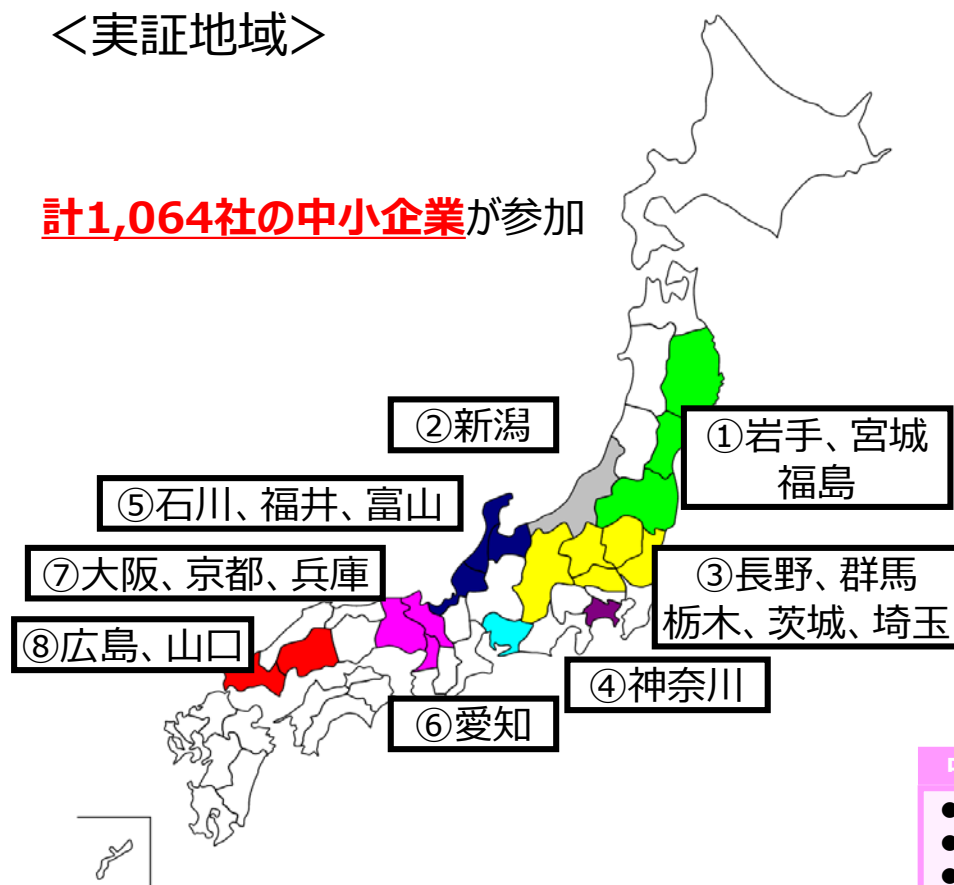 ＜実証地域＞
計1,064社の中小企業が参加
②新潟
①岩手、宮城
福島
⑤石川、福井、富山
⑦大阪、京都、兵庫
③長野、群馬
栃木、茨城、埼玉
⑧広島、山口
④神奈川
⑥愛知
●
●
●